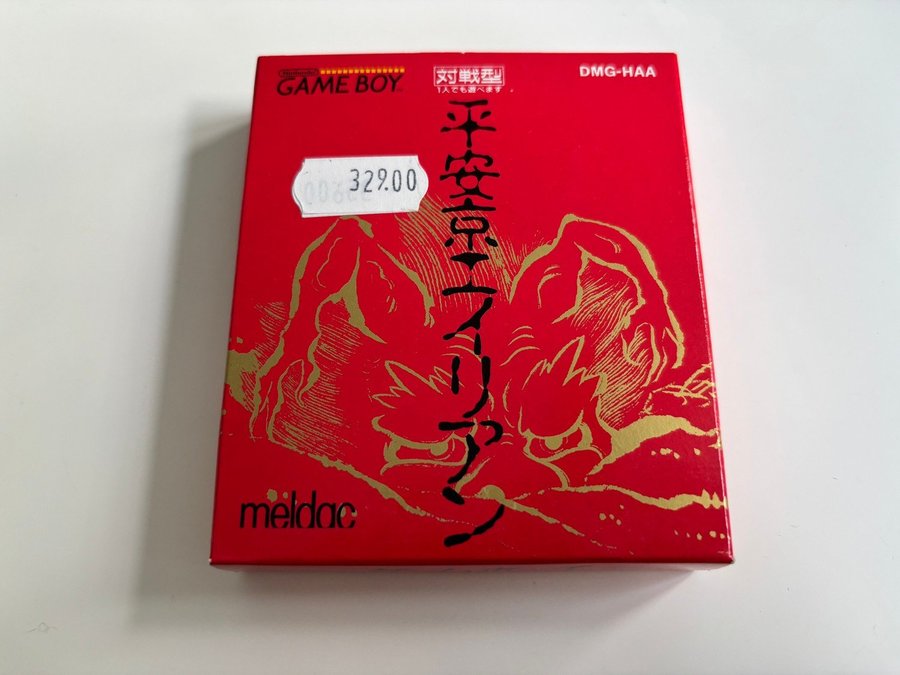 Nintendo
GAME BOY
対戦型
1人でも遊べます
DMG-HAA
329.00
平安京エイリアン
meldac